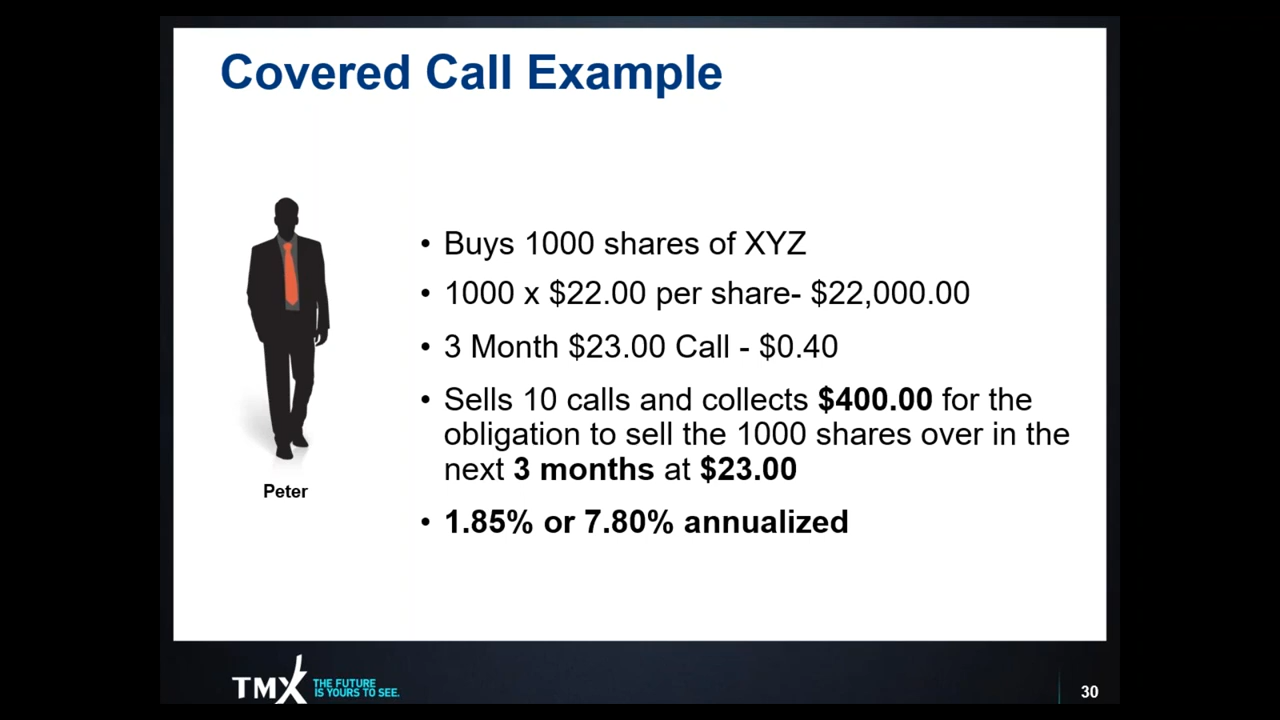 Covered Call Example
• Buys 1000 shares of XYZ
• 1000 x $22.00 per share- $22,000.00
• 3 Month $23.00 Call - $0.40
• Sells 10 calls and collects $400.00 for the
obligation to sell the 1000 shares over in the
next 3 months at $23.00
• 1.85% or 7.80% annualized
Peter
TMX THE FUTURE
IS YOURS TO SEE.
30